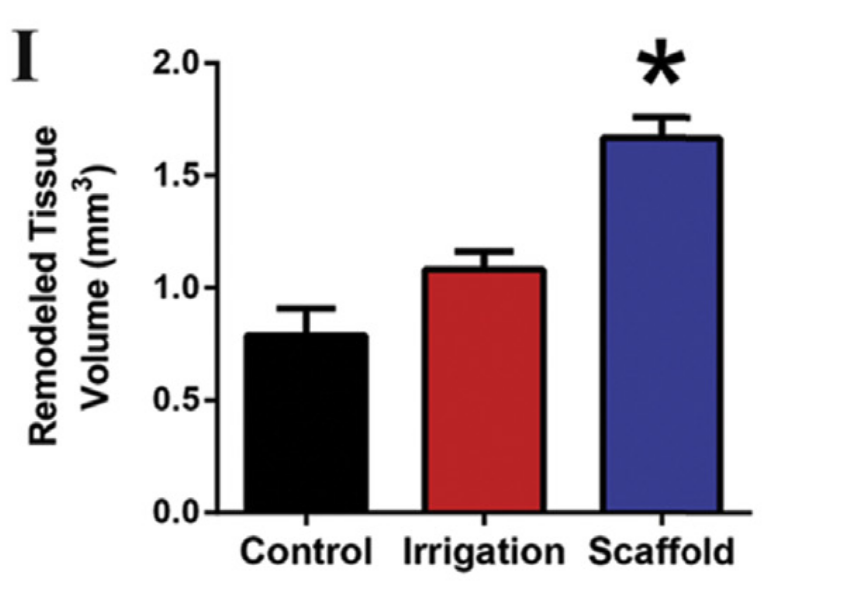 I
2.0
1.5
1.0
0.5
0.0
Remodeled Tissue
Volume (mm³)
*
Control Irrigation Scaffold